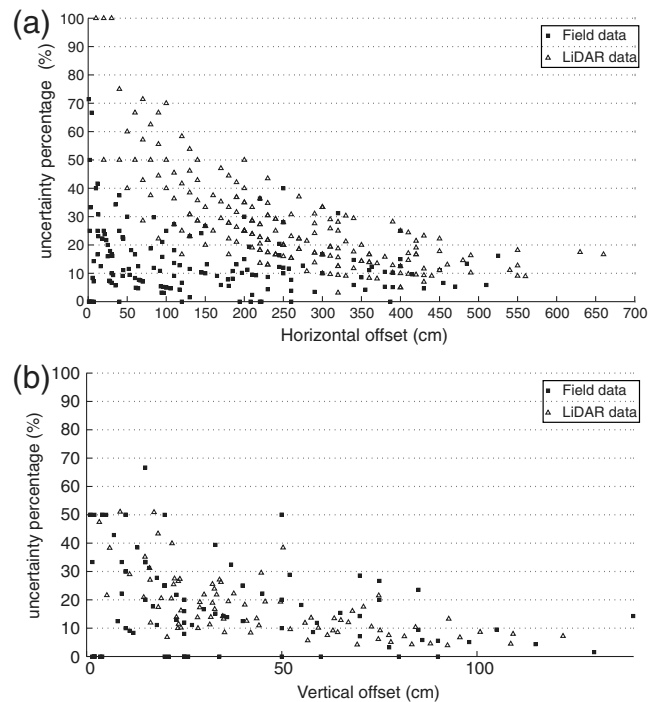 (a)
100
90
80
70
60
50
40
30
20
10
0
uncertainty percentage (%)
Field data
LiDAR data
0 50 100 150 200 250 300 350 400 450 500 550 600 650 700
Horizontal offset (cm)
(b)
100
90
80
70
60
50
40
30
20
10
0
uncertainty percentage (%)
Field data
LiDAR data
0 50 100
Vertical offset (cm)